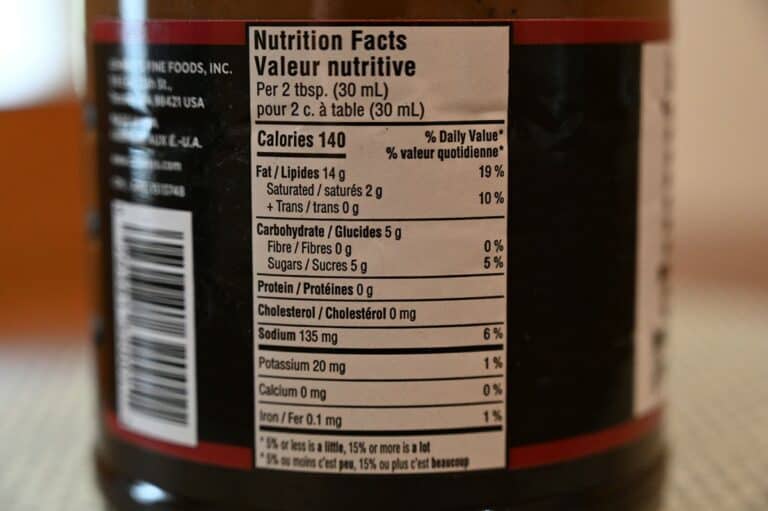 FINE FOODS, INC.
St.,
98421 USA
É.-U.A.
Nutrition Facts
Valeur nutritive
Per 2 tbsp. (30 mL)
pour 2 c. à table (30 mL)
Calories 140
% Daily Value*
% valeur quotidienne*
Fat / Lipides 14 g 19 %
Saturated / saturés 2 g
+ Trans / trans 0 g
10 %
Carbohydrate / Glucides 5 g
Fibre / Fibres 0 g 0 %
Sugars / Sucres 5 g 5 %
Protein / Protéines 0 g
Cholesterol / Cholestérol 0 mg
Sodium 135 mg 6 %
Potassium 20 mg 1 %
Calcium 0 mg 0 %
Iron / Fer 0.1 mg 1 %
* 5% or less is a little, 15% or more is a lot
* 5% ou moins c'est peu, 15% ou plus c'est beaucoup